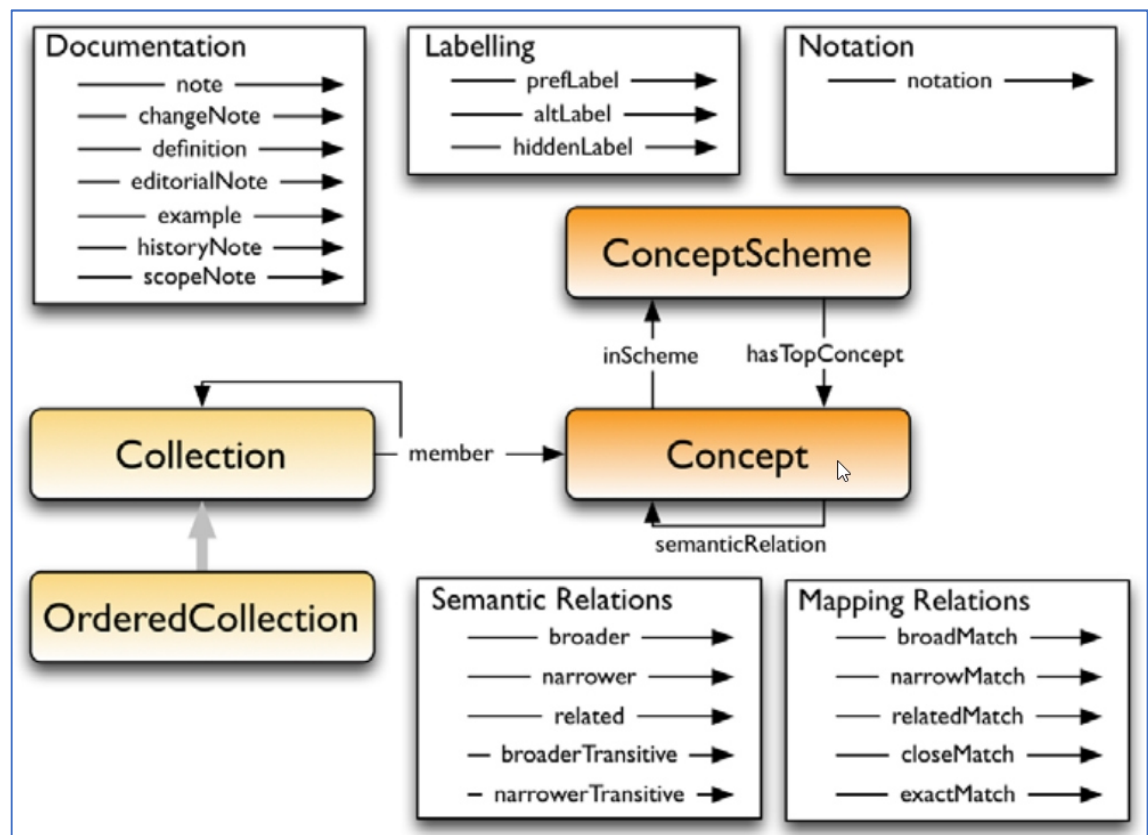 Documentation
note
changeNote
definition
editorialNote
example
historyNote
scopeNote
Labelling
prefLabel
altLabel
hiddenLabel
Notation
notation
ConceptScheme
inScheme
hasTopConcept
Collection
member
Concept
semanticRelation
OrderedCollection
Semantic Relations
broader
narrower
related
broaderTransitive
narrowerTransitive
Mapping Relations
broadMatch
narrowMatch
relatedMatch
closeMatch
exactMatch